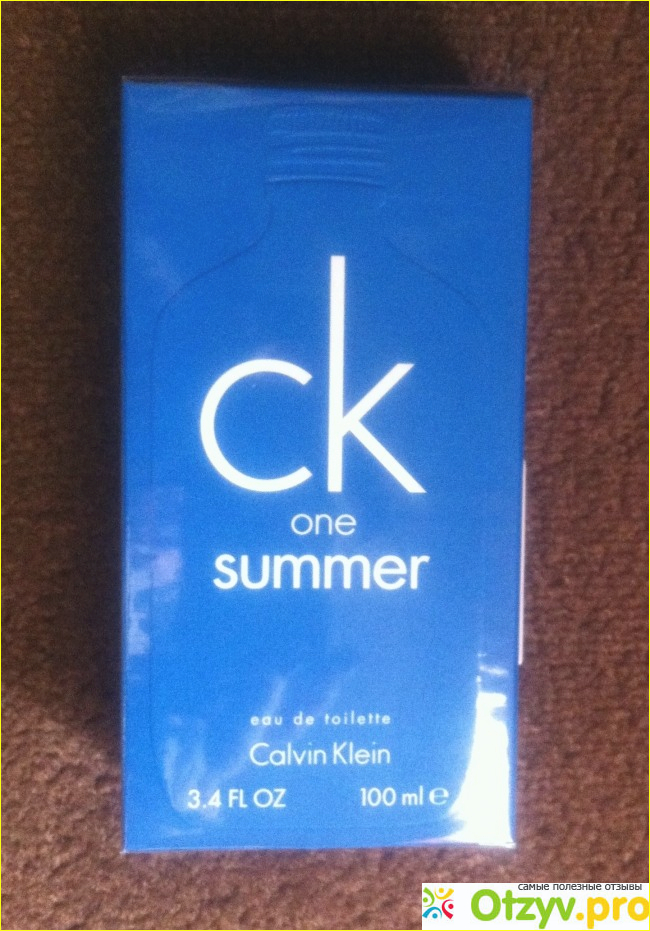 ck
one
summer
eau de toilette
Calvin Klein
3.4 FL OZ 100 ml ℮
самые полезные отзывы
Otzyv.pro